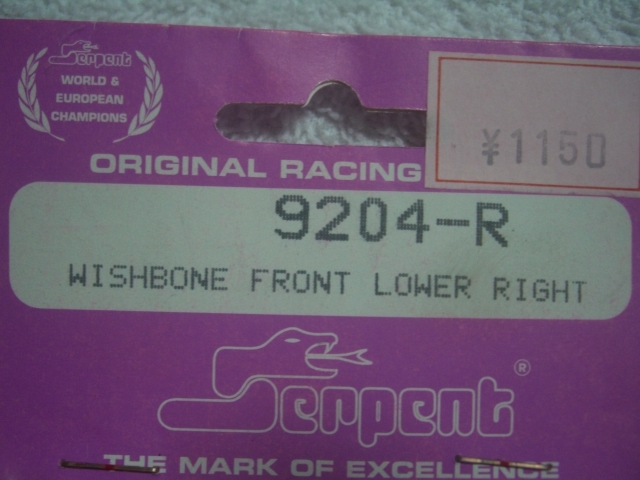 Serpent
WORLD &
EUROPEAN
CHAMPIONS
ORIGINAL RACING
¥1150
9204-R
WISHBONE FRONT LOWER RIGHT
Serpent®
THE MARK OF EXCELLENCE